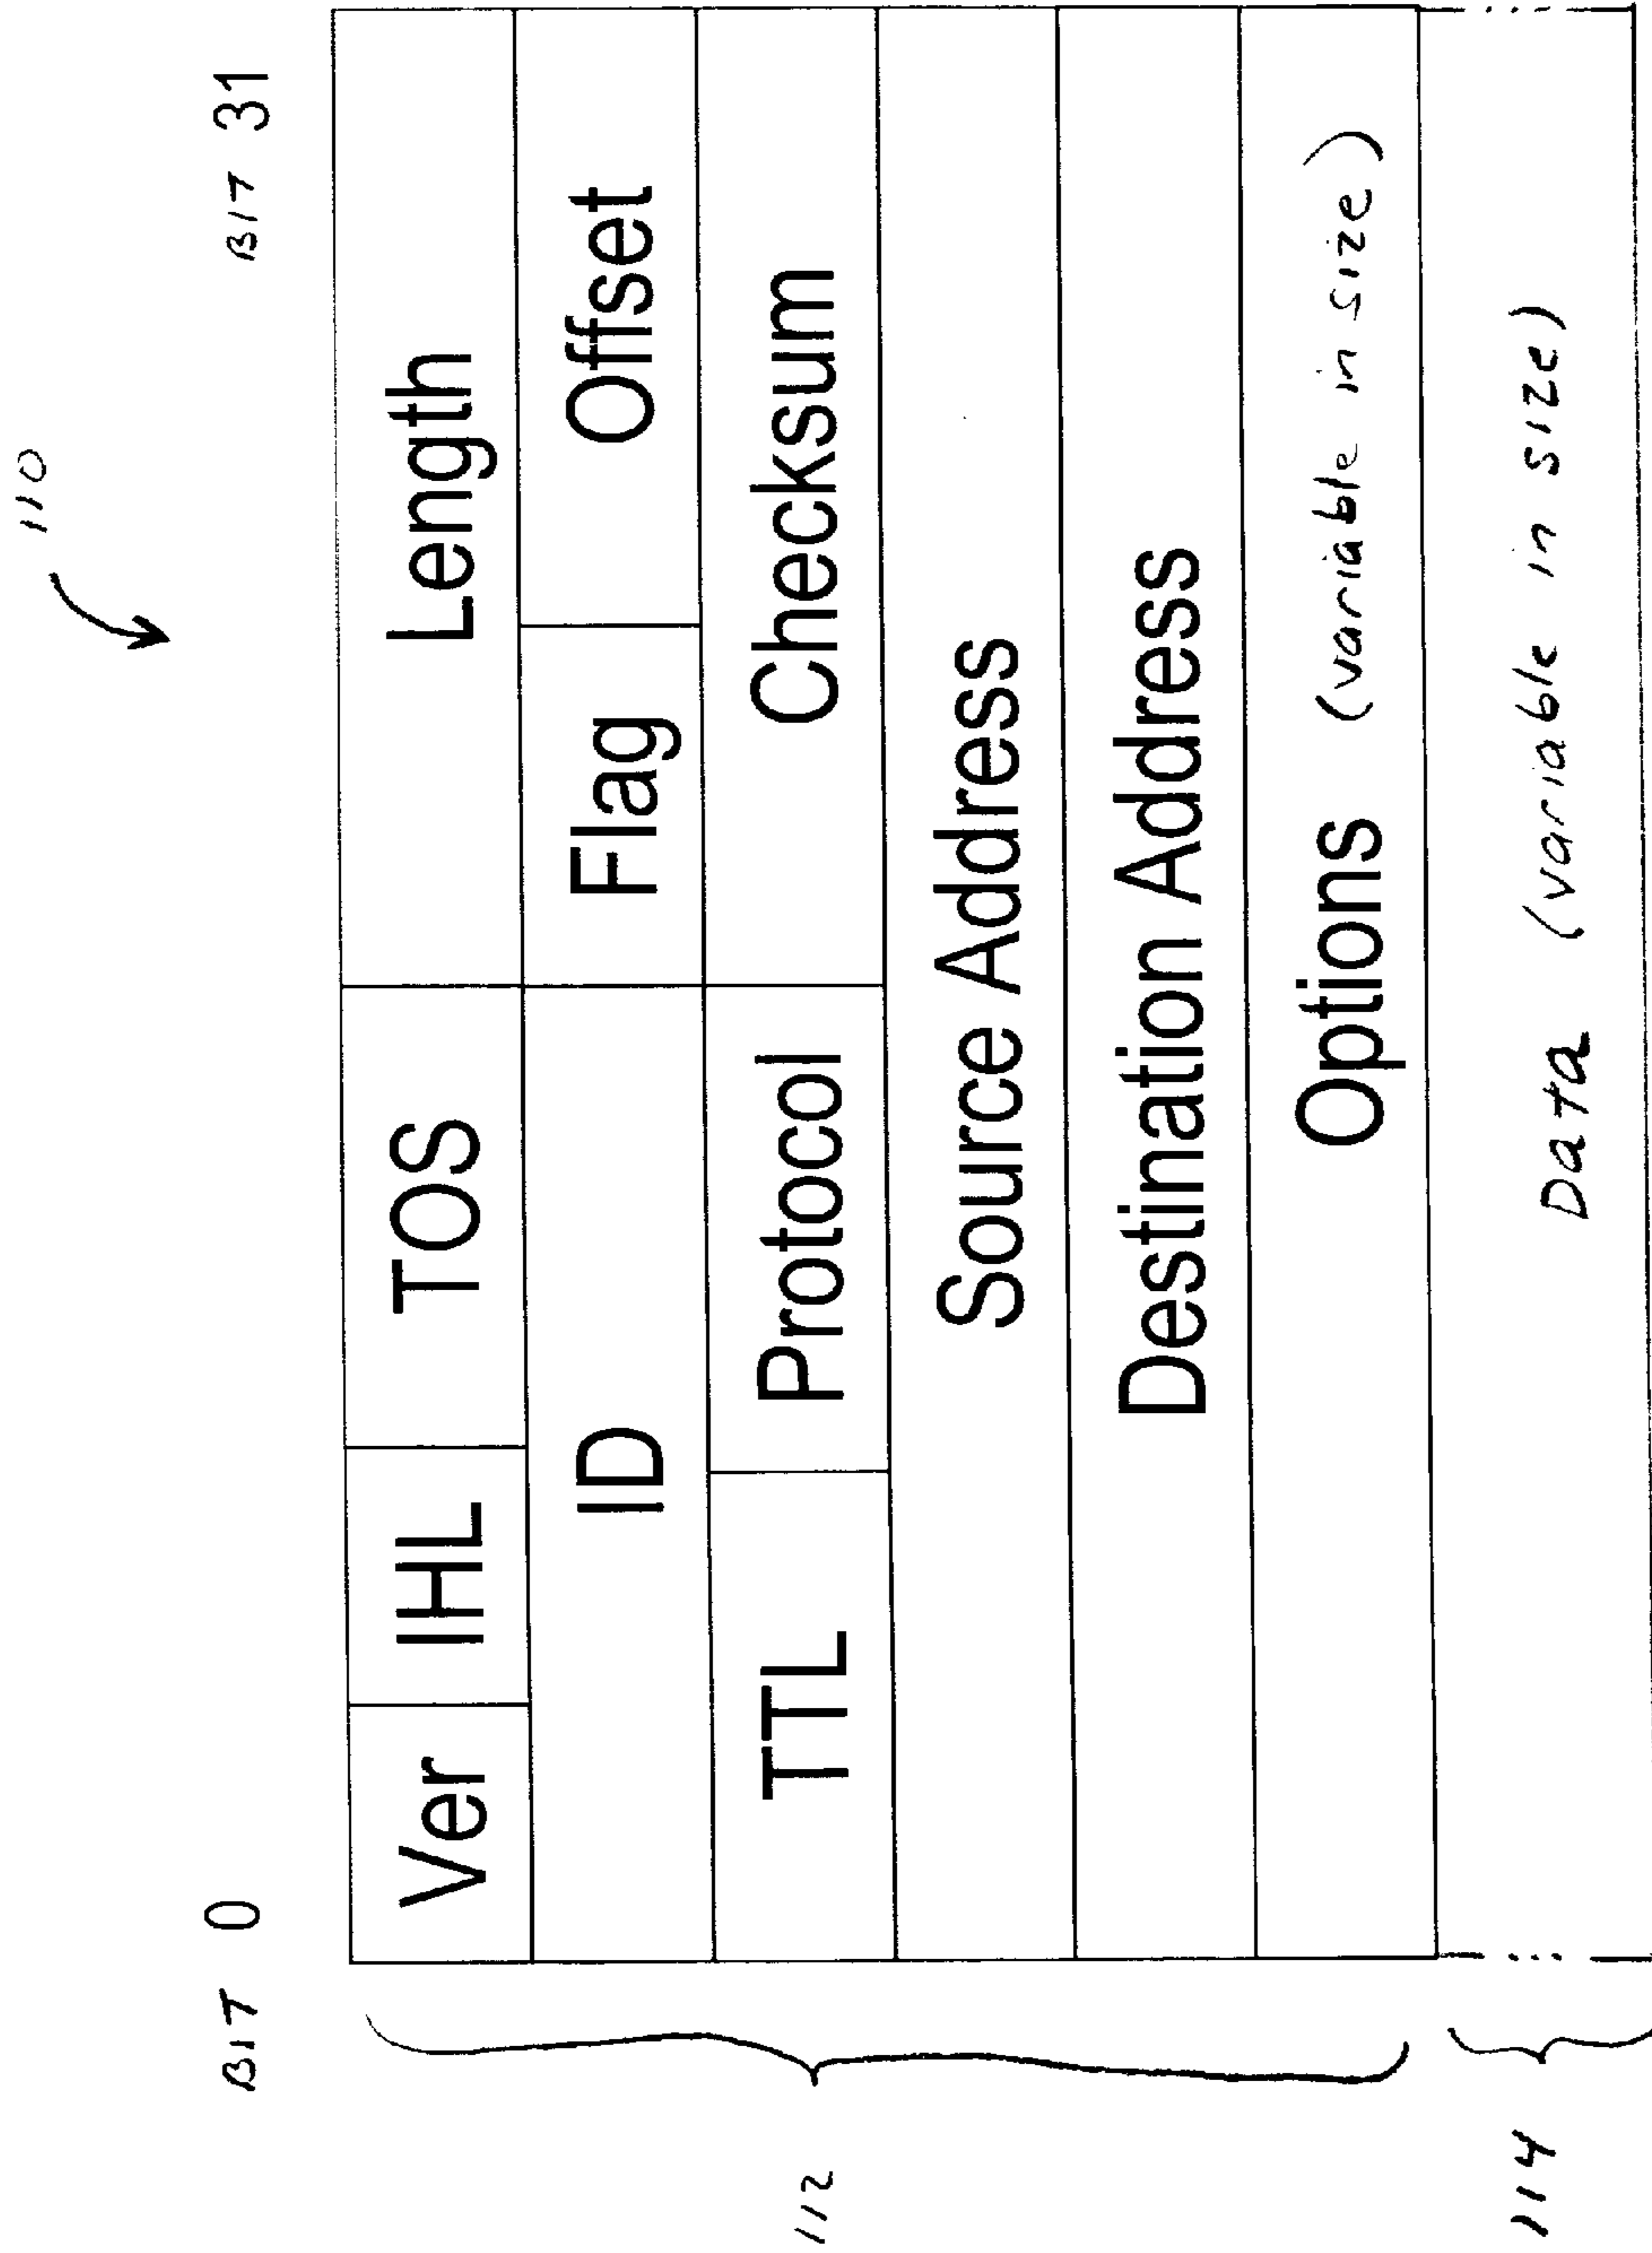 110
BIT 0 BIT 31
Ver IHL TOS Length
ID Flag Offset
TTL Protocol Checksum
Source Address
Destination Address
Options (variable in size)
Data (variable in size)
112
114